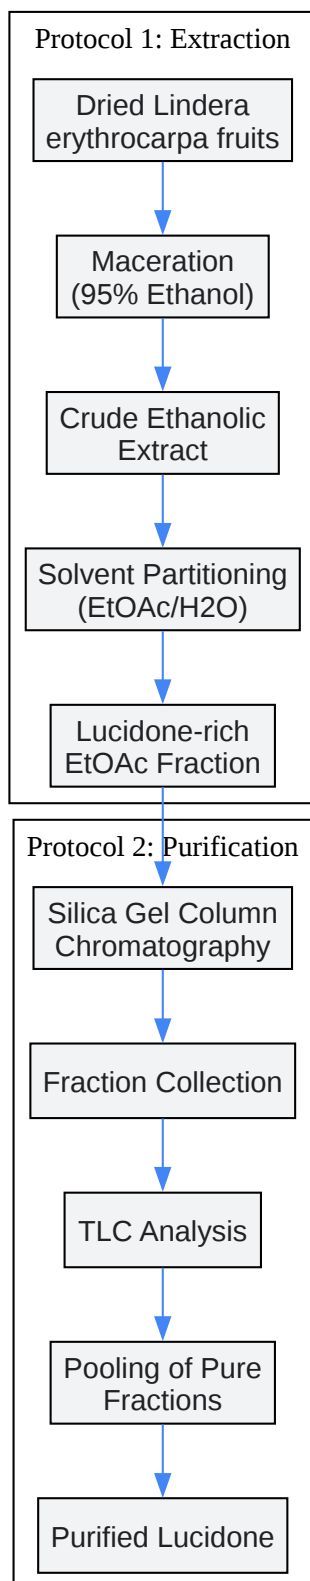 Protocol 1: Extraction
Dried Lindera
erythrocarpa fruits
Maceration
(95% Ethanol)
Crude Ethanolic
Extract
Solvent Partitioning
(EtOAc/H2O)
Lucidone-rich
EtOAc Fraction
Protocol 2: Purification
Silica Gel Column
Chromatography
Fraction Collection
TLC Analysis
Pooling of Pure
Fractions
Purified Lucidone